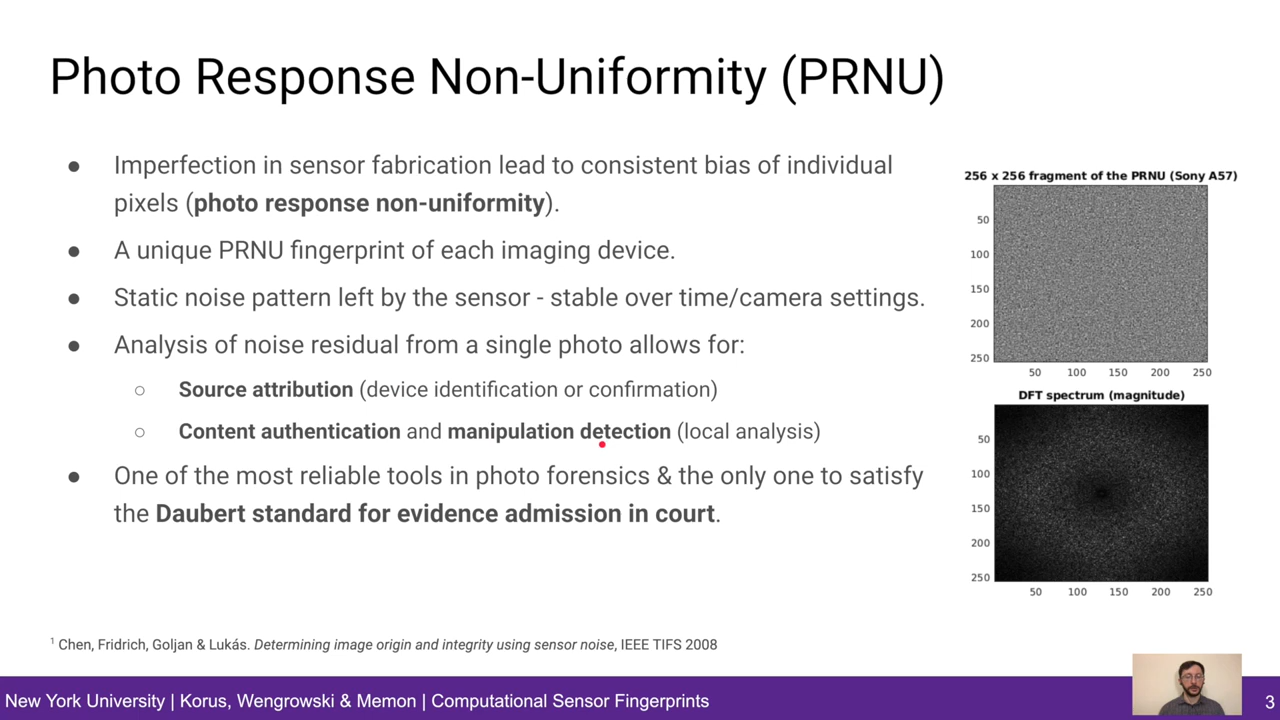 Photo Response Non-Uniformity (PRNU)
● Imperfection in sensor fabrication lead to consistent bias of individual
pixels (photo response non-uniformity).
● A unique PRNU fingerprint of each imaging device.
● Static noise pattern left by the sensor - stable over time/camera settings.
● Analysis of noise residual from a single photo allows for:
○ Source attribution (device identification or confirmation)
○ Content authentication and manipulation detection (local analysis)
● One of the most reliable tools in photo forensics & the only one to satisfy
the Daubert standard for evidence admission in court.
256 x 256 fragment of the PRNU (Sony A57)
50
100
150
200
250
50 100 150 200 250
DFT spectrum (magnitude)
50
100
150
200
250
50 100 150 200 250
1 Chen, Fridrich, Goljan & Lukás. Determining image origin and integrity using sensor noise, IEEE TIFS 2008
New York University | Korus, Wengrowski & Memon | Computational Sensor Fingerprints
3